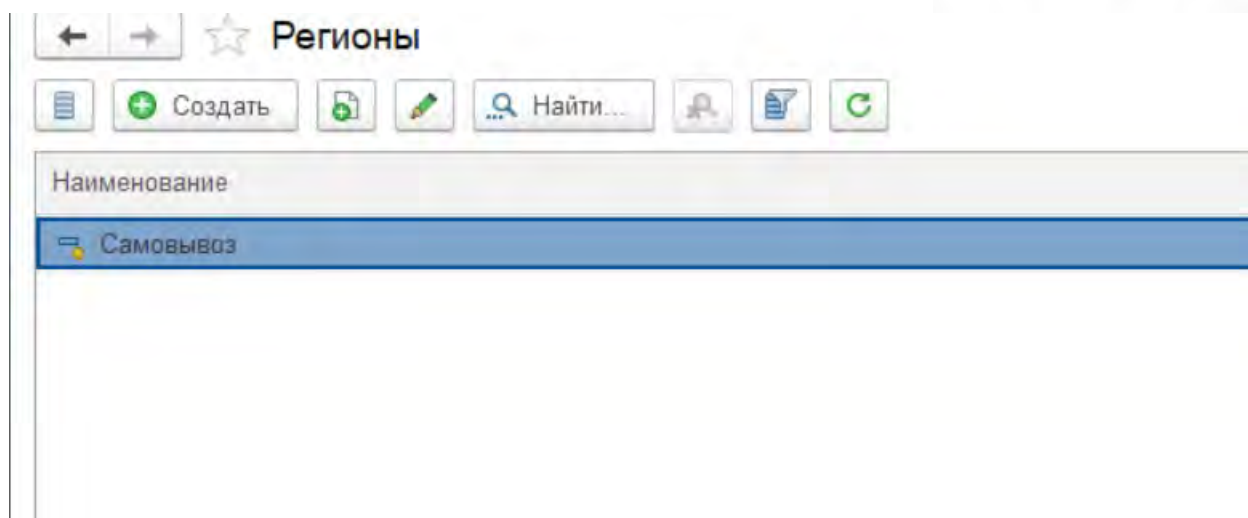 Регионы
Создать Найти...
Наименование
Самовывоз